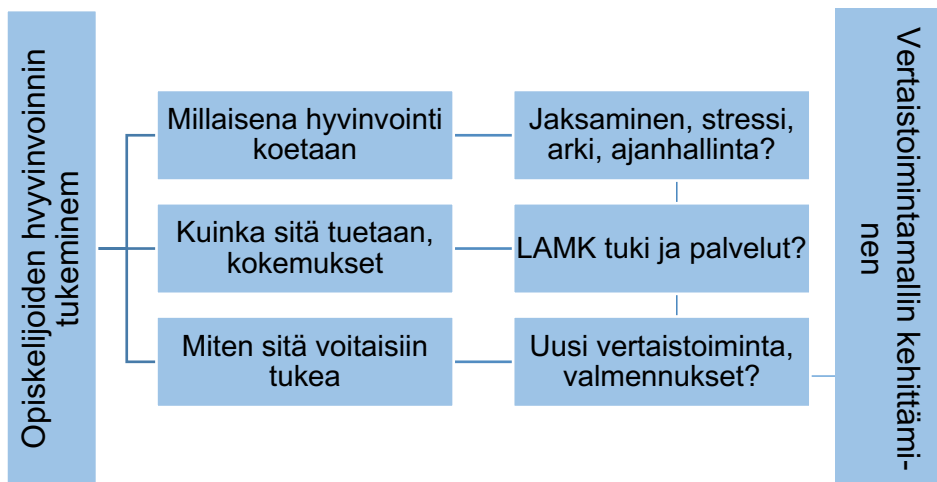 Opiskelijoiden hvyvinvoinnin
tukeminem
Millaisena hyvinvointi
koetaan
Kuinka sitä tuetaan,
kokemukset
Miten sitä voitaisiin
tukea
Jaksaminen, stressi,
arki, ajanhallinta?
LAMK tuki ja palvelut?
Uusi vertaistoiminta,
valmennukset?
Vertaistoimintamallin kehittämi-
nen